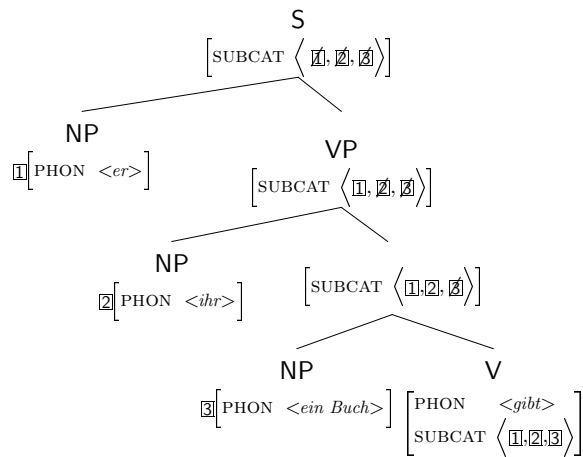 S
[SUBCAT ⟨1̸, 2̸, 3̸⟩]
NP
VP
1[PHON <er>]
[SUBCAT ⟨1, 2̸, 3̸⟩]
NP
2[PHON <ihr>]
[SUBCAT ⟨1,2,3̸⟩]
NP
V
3[PHON <ein Buch>]
[PHON <gibt>
SUBCAT ⟨1,2,3⟩]